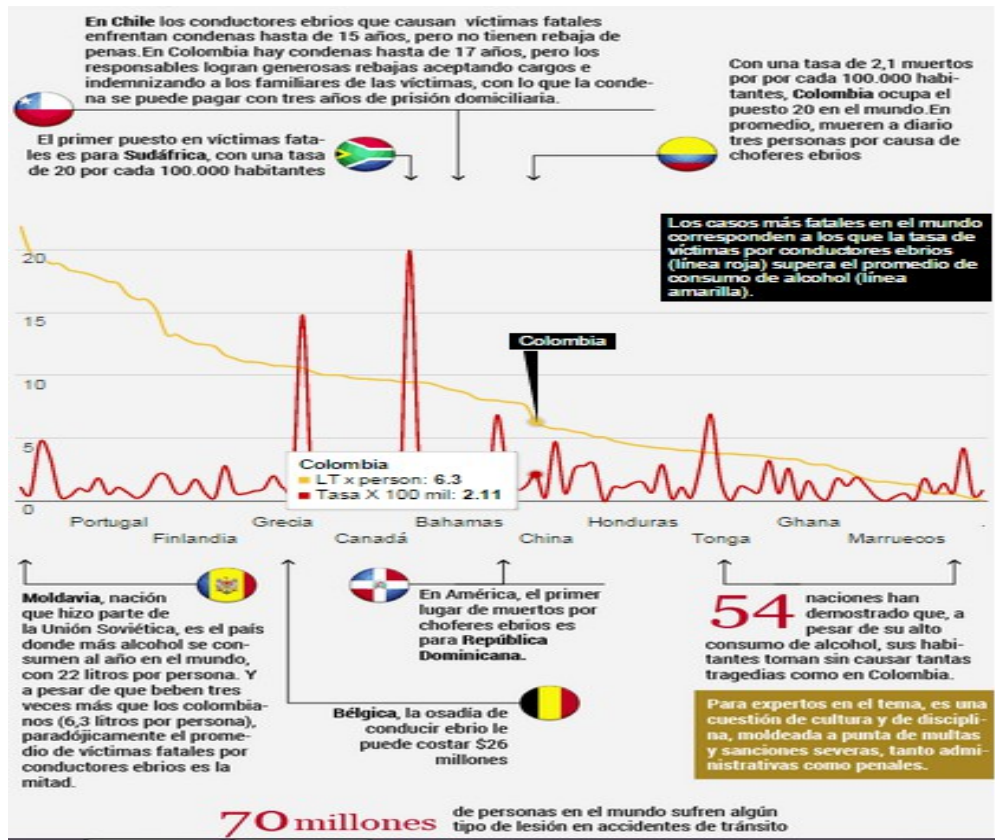 En Chile los conductores ebrios que causan víctimas fatales
enfrentan condenas hasta de 15 años, pero no tienen rebaja de
penas.En Colombia hay condenas hasta de 17 años, pero los
responsables logran generosas rebajas aceptando cargos e
indemnizando a los familiares de las víctimas, con lo que la conde-
na se puede pagar con tres años de prisión domiciliaria.
Con una tasa de 2,1 muertos
por por cada 100.000 habi-
tantes, Colombia ocupa el
puesto 20 en el mundo.En
promedio, mueren a diario
tres personas por causa de
choferes ebrios
El primer puesto en víctimas fata-
les es para Sudáfrica, con una tasa
de 20 por cada 100.000 habitantes
Los casos más fatales en el mundo
corresponden a los que la tasa de
víctimas por conductores ebrios
(línea roja) supera el promedio de
consumo de alcohol (línea
amarilla).
20
15
10
5
0
Colombia
Colombia
LT x person: 6.3
Tasa X 100 mil: 2.11
Portugal
Finlandia
Grecia
Canadá
Bahamas
China
Honduras
Tonga
Ghana
Marruecos
Moldavia, nación
que hizo parte de
la Unión Soviética, es el país
donde más alcohol se con-
sumen al año en el mundo,
con 22 litros por persona. Y
a pesar de que beben tres
veces más que los colombia-
nos (6,3 litros por persona),
paradójicamente el prome-
dio de víctimas fatales por
conductores ebrios es la
mitad.
En América, el primer
lugar de muertos por
choferes ebrios es
para República
Dominicana.
Bélgica, la osadía de
conducir ebrio le
puede costar $26
millones
54 naciones han
demostrado que, a
pesar de su alto
consumo de alcohol, sus habi-
tantes toman sin causar tantas
tragedias como en Colombia.
Para expertos en el tema, es una
cuestión de cultura y de discipli-
na, moldeada a punta de multas
y sanciones severas, tanto admi-
nistrativas como penales.
70 millones de personas en el mundo sufren algún
tipo de lesión en accidentes de tránsito